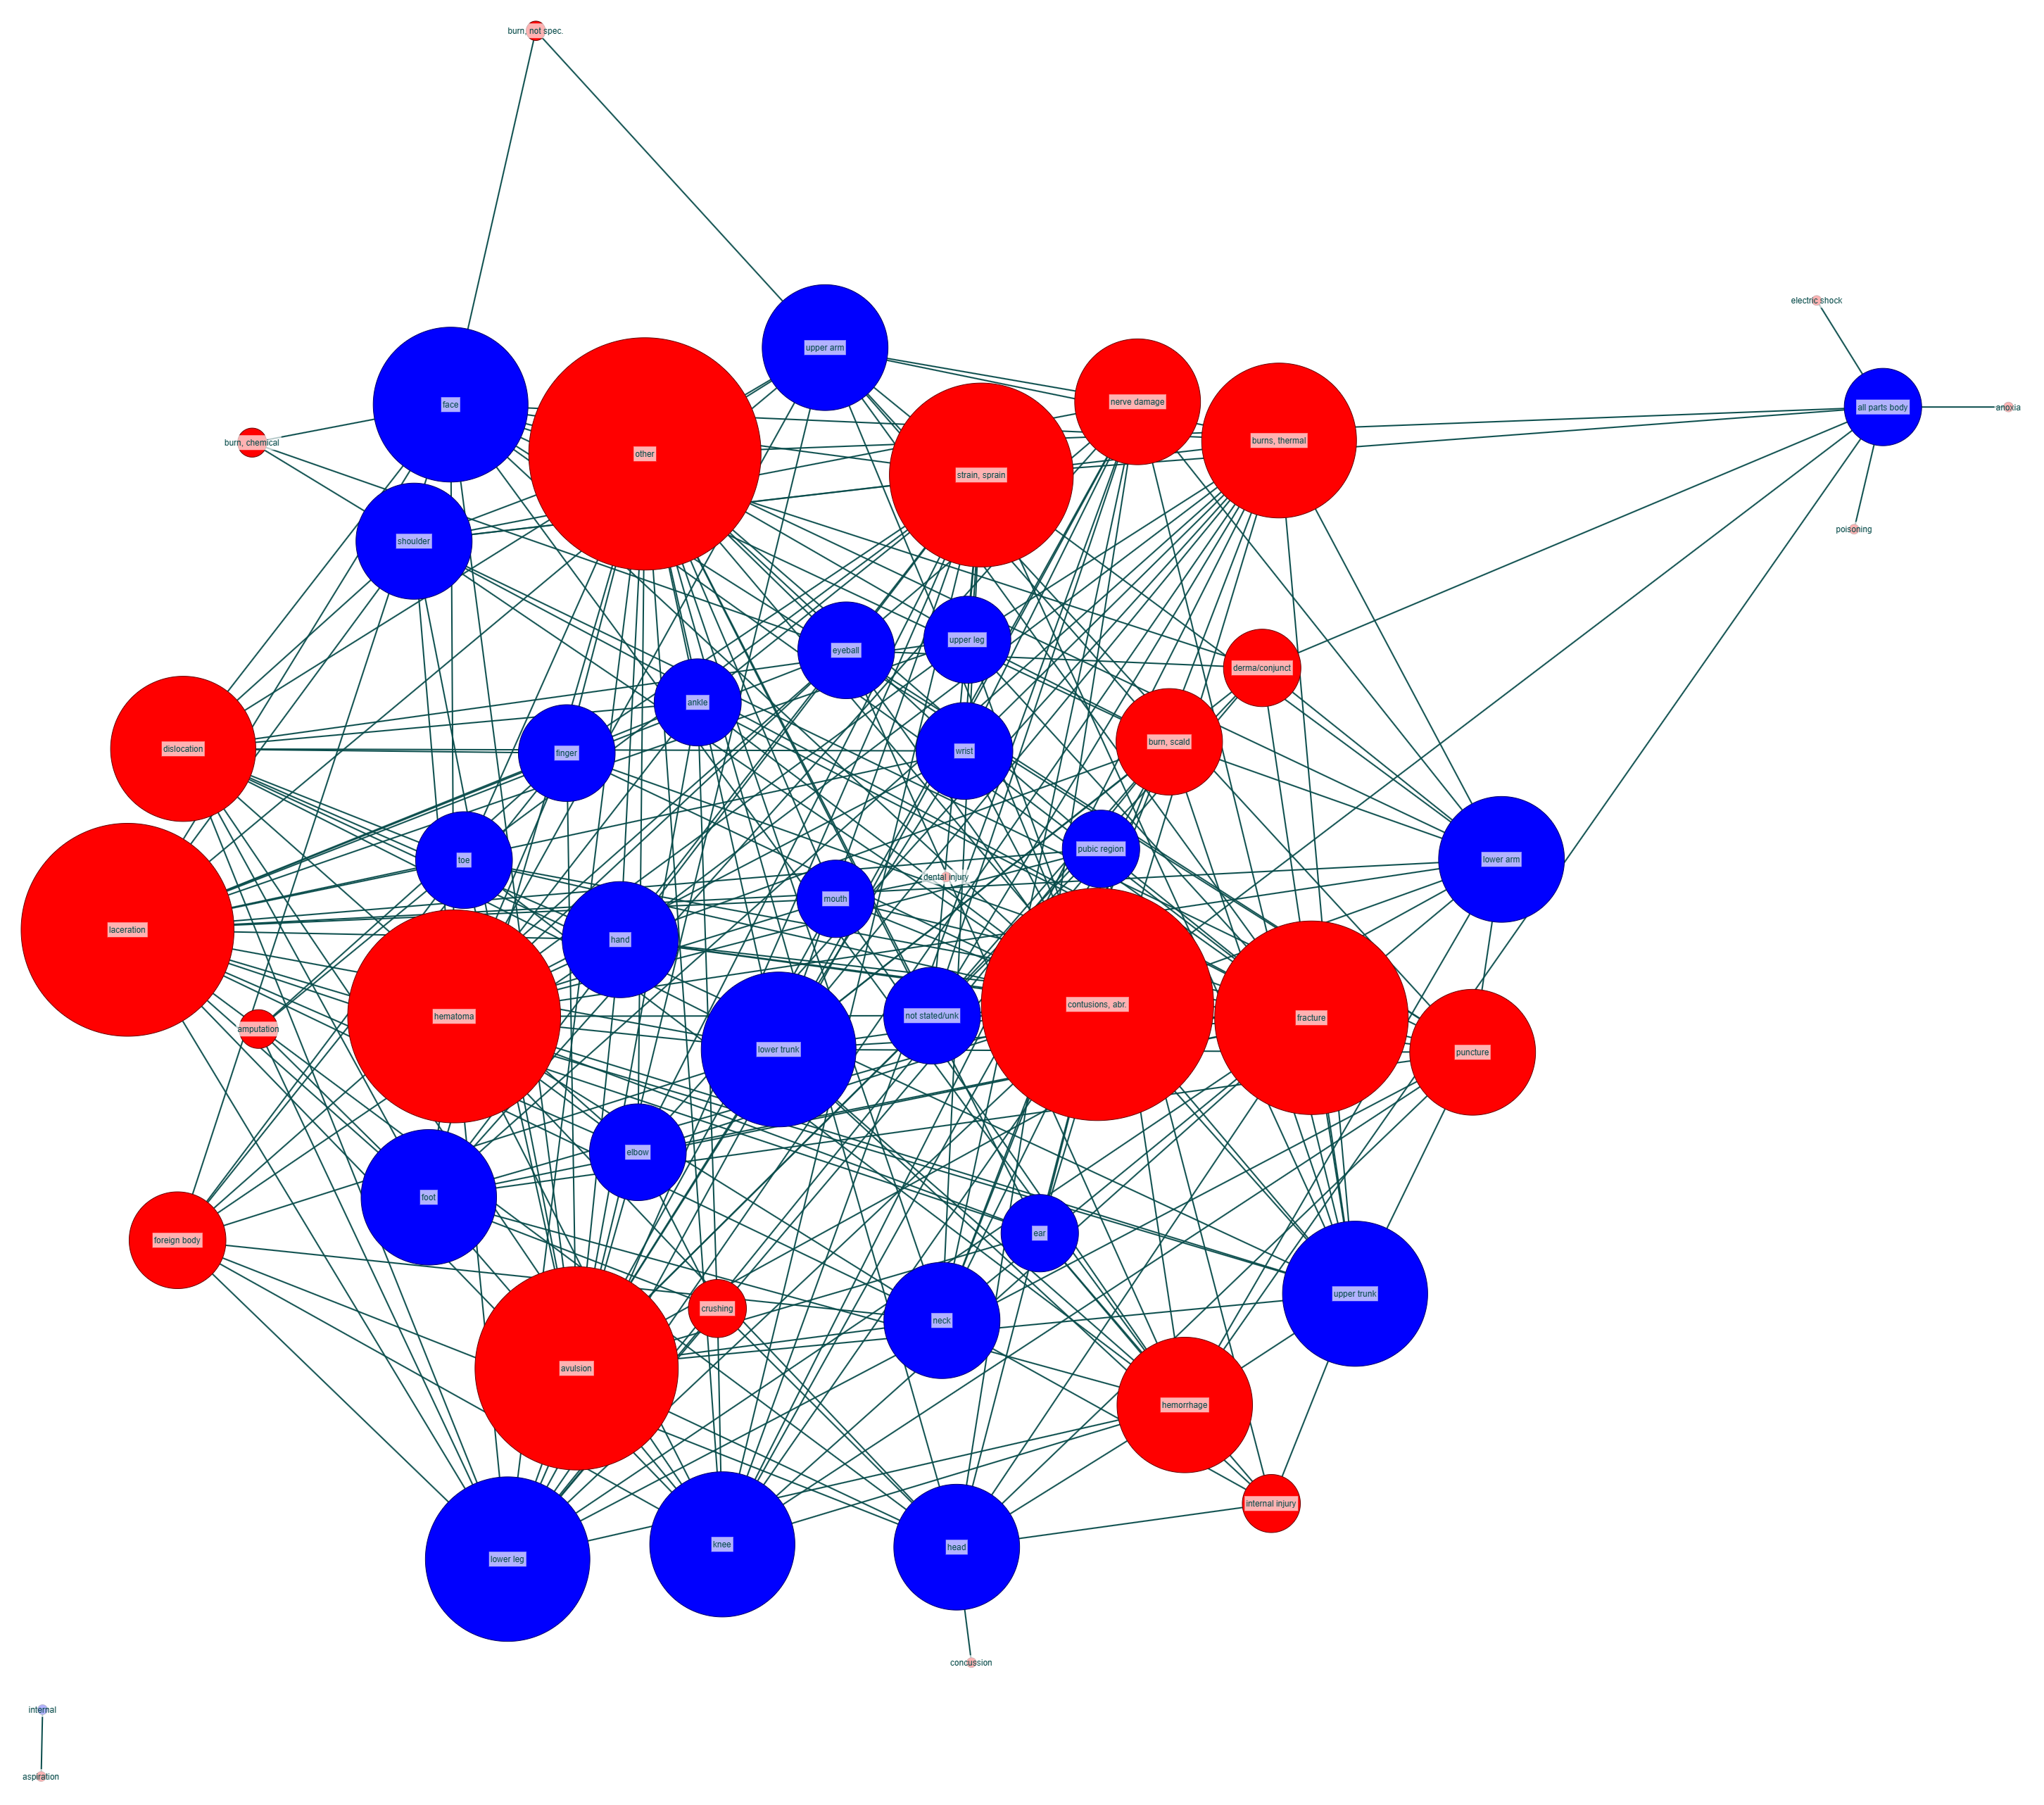 burn, not spec.
electric shock
upper arm
nerve damage
face
all parts body
anoxia
burn, chemical
burns, thermal
other
strain, sprain
poisoning
shoulder
upper leg
eyeball
derma/conjunct
ankle
burn, scald
dislocation
finger
wrist
pubic region
toe
lower arm
dental injury
mouth
laceration
hand
contusions, abr.
hematoma
not stated/unk
fracture
amputation
lower trunk
puncture
elbow
foot
ear
foreign body
upper trunk
crushing
neck
avulsion
hemorrhage
internal injury
knee
head
lower leg
concussion
internal
aspiration